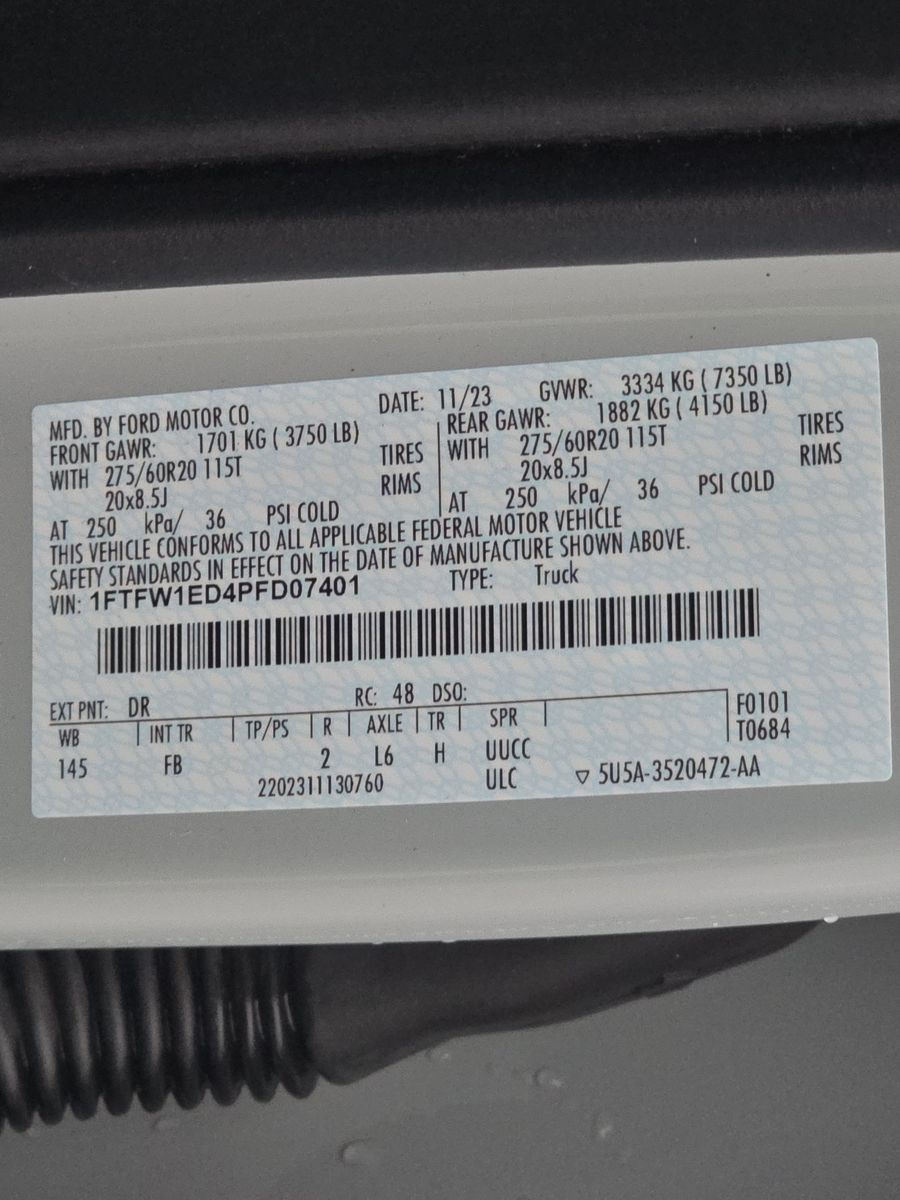 MFD. BY FORD MOTOR CO. DATE: 11/23 GVWR: 3334 KG ( 7350 LB)
FRONT GAWR: 1701 KG ( 3750 LB) REAR GAWR: 1882 KG ( 4150 LB)
WITH 275/60R20 115T TIRES WITH 275/60R20 115T TIRES
20x8.5J RIMS 20x8.5J RIMS
AT 250 kPa/ 36 PSI COLD AT 250 kPa/ 36 PSI COLD
THIS VEHICLE CONFORMS TO ALL APPLICABLE FEDERAL MOTOR VEHICLE
SAFETY STANDARDS IN EFFECT ON THE DATE OF MANUFACTURE SHOWN ABOVE.
VIN: 1FTFW1ED4PFD07401 TYPE: Truck
EXT PNT: DR RC: 48 DSO: F0101
WB INT TR TP/PS R AXLE TR SPR T0684
145 FB 2 L6 H UUCC
2202311130760 ULC ▽ 5U5A-3520472-AA